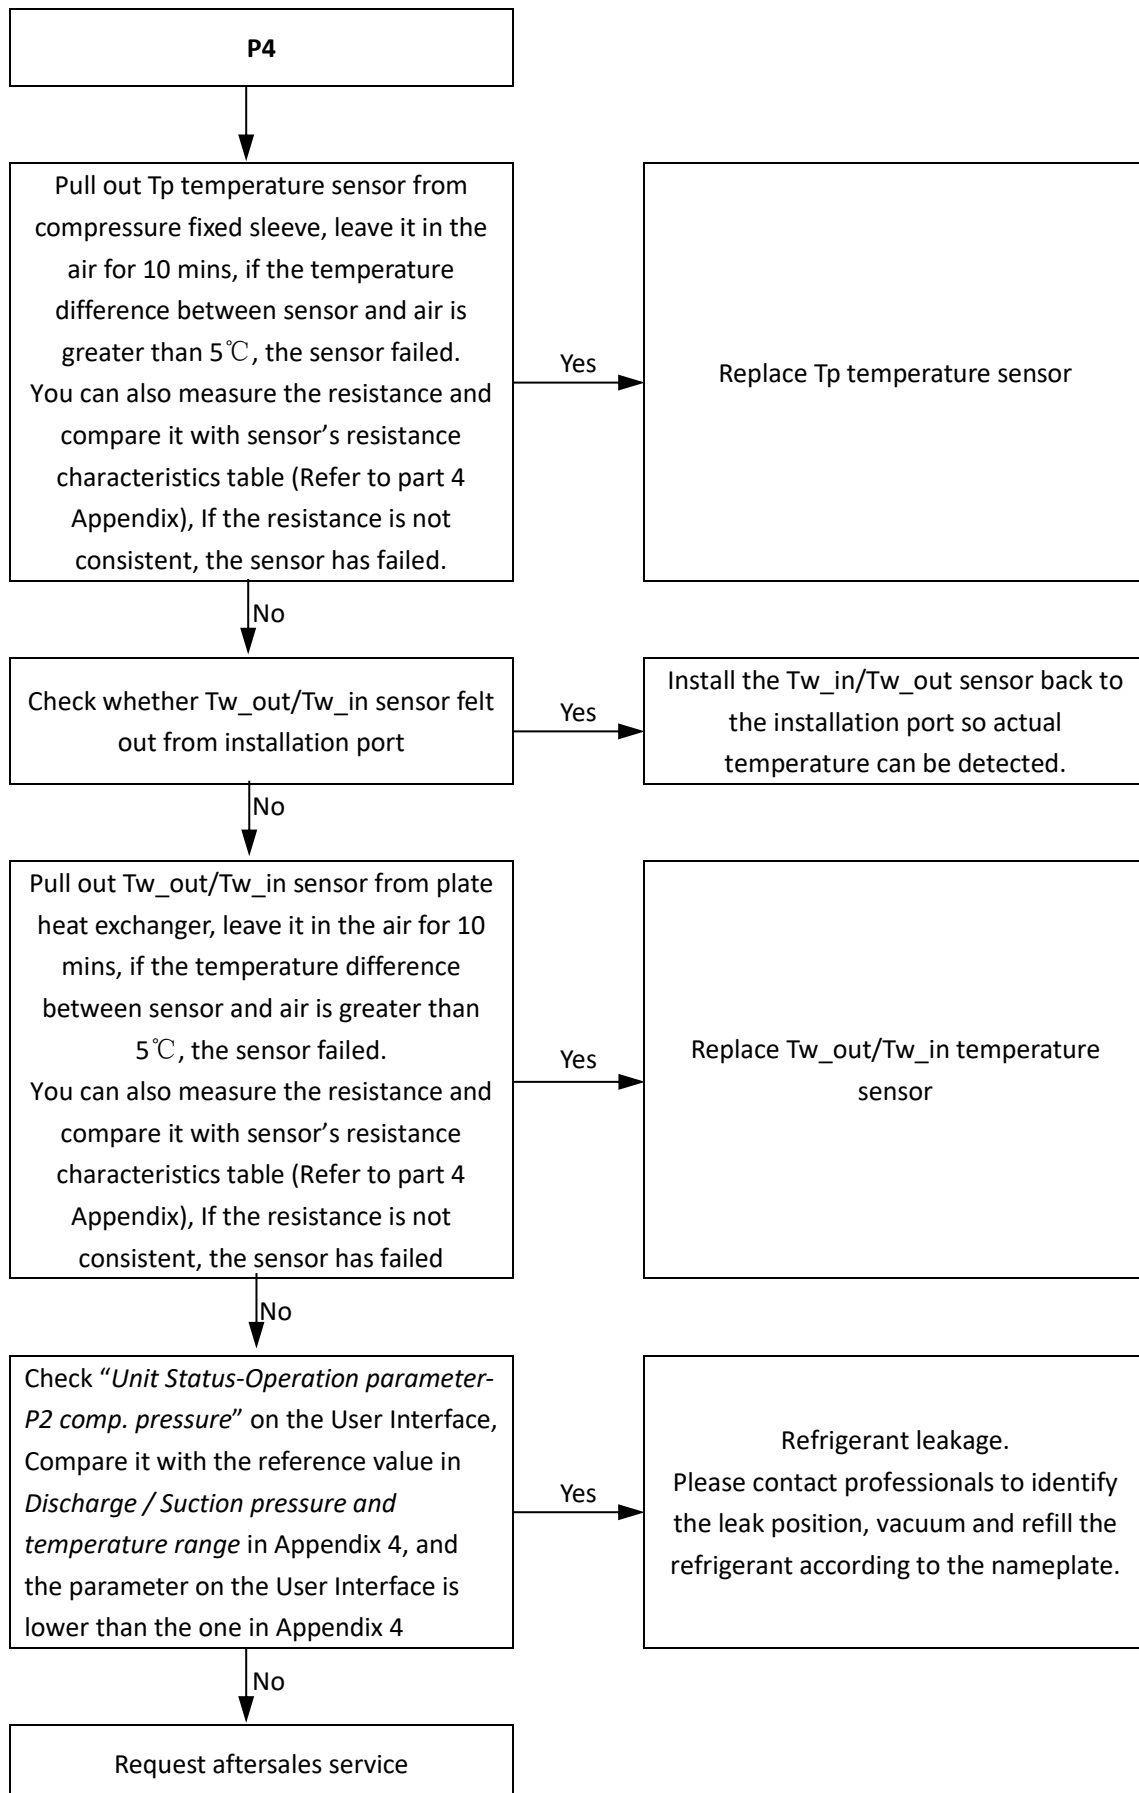 P4
Pull out Tp temperature sensor from
compressure fixed sleeve, leave it in the
air for 10 mins, if the temperature
difference between sensor and air is
greater than 5℃, the sensor failed.
You can also measure the resistance and
compare it with sensor’s resistance
characteristics table (Refer to part 4
Appendix), If the resistance is not
consistent, the sensor has failed.
Yes
Replace Tp temperature sensor
No
Check whether Tw_out/Tw_in sensor felt
out from installation port
Yes
Install the Tw_in/Tw_out sensor back to
the installation port so actual
temperature can be detected.
No
Pull out Tw_out/Tw_in sensor from plate
heat exchanger, leave it in the air for 10
mins, if the temperature difference
between sensor and air is greater than
5℃, the sensor failed.
You can also measure the resistance and
compare it with sensor’s resistance
characteristics table (Refer to part 4
Appendix), If the resistance is not
consistent, the sensor has failed
Yes
Replace Tw_out/Tw_in temperature
sensor
No
Check “Unit Status-Operation parameter-
P2 comp. pressure” on the User Interface,
Compare it with the reference value in
Discharge / Suction pressure and
temperature range in Appendix 4, and
the parameter on the User Interface is
lower than the one in Appendix 4
Yes
Refrigerant leakage.
Please contact professionals to identify
the leak position, vacuum and refill the
refrigerant according to the nameplate.
No
Request aftersales service